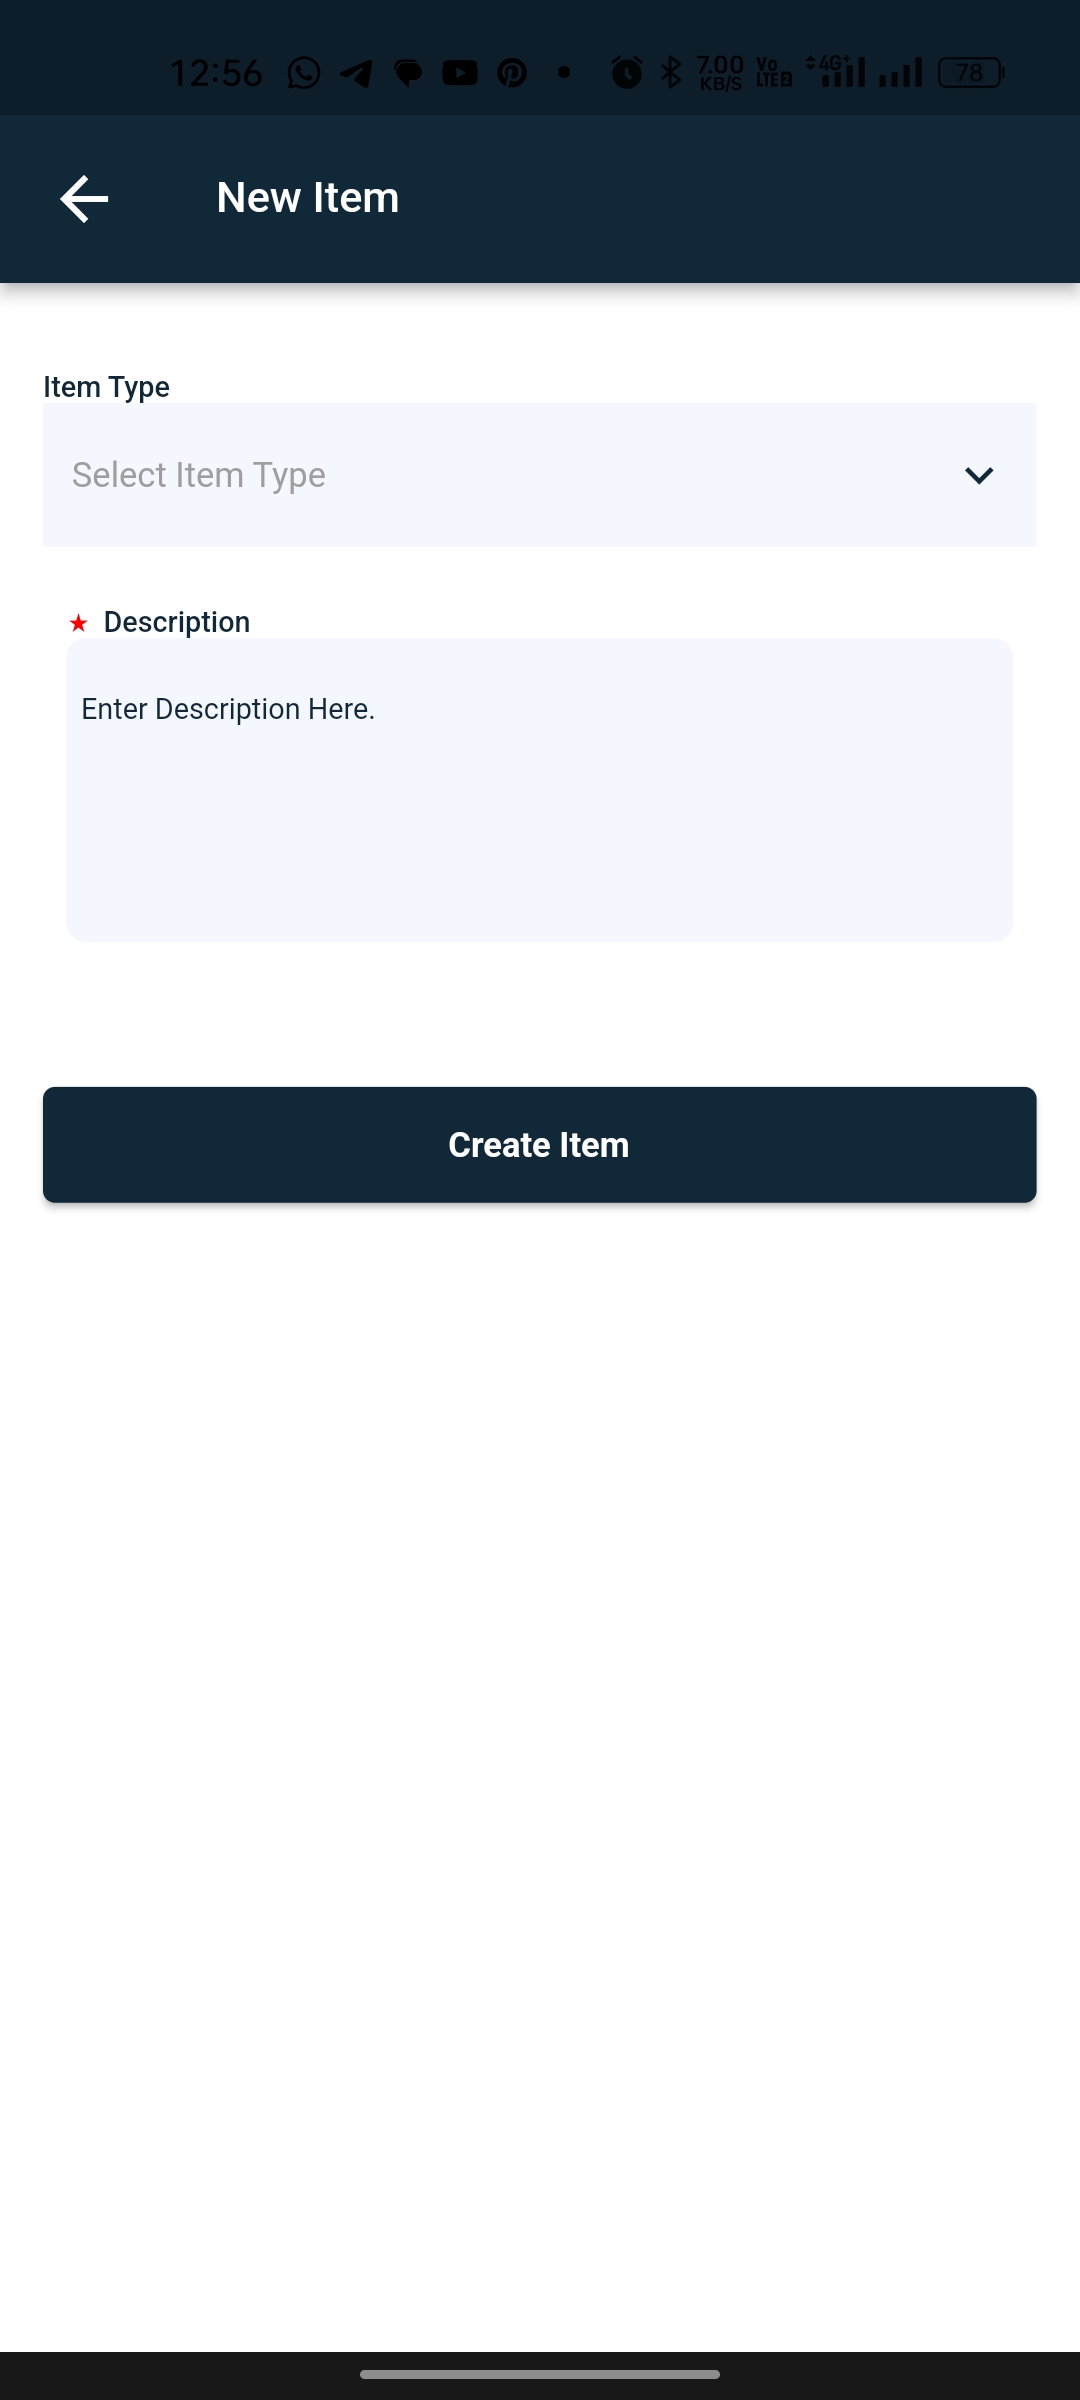 12:56 7.00 KB/S Vo LTE 2 4G+ 78
New Item
Item Type
Select Item Type
★ Description
Enter Description Here.
Create Item